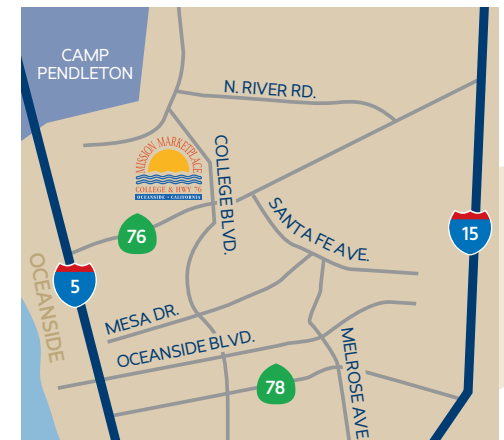 CAMP
PENDLETON
N. RIVER RD.
MISSION MARKETPLACE
COLLEGE & HWY 76
OCEANSIDE • CALIFORNIA
COLLEGE BLVD.
SANTA FE AVE.
76
15
5
OCEANSIDE
MESA DR.
OCEANSIDE BLVD.
MELROSE AVE
78